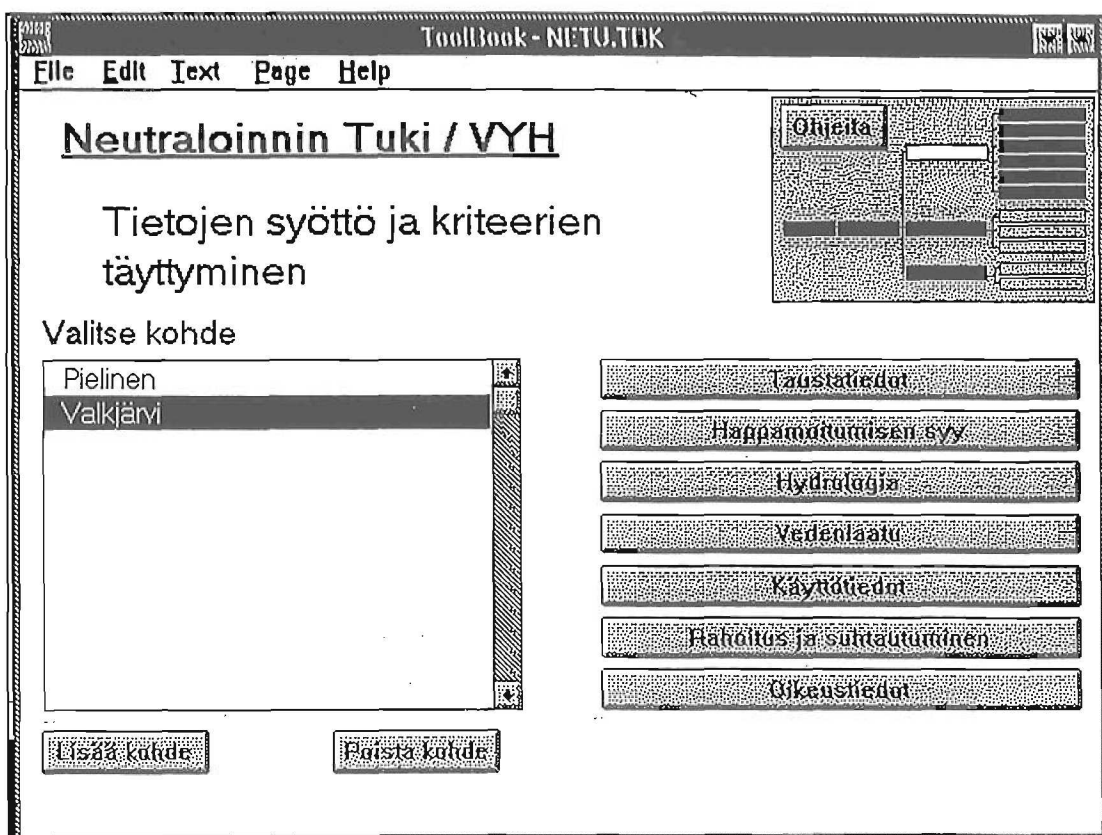 ToolBook - NETU.TBK
File Edit Text Page Help
Neutraloinnin Tuki / VYH
Ohjeita
Tietojen syöttö ja kriteerien
täyttyminen
Valitse kohde
Pielinen
Valkjärvi
Taustatiedot
Happamoitumisen syy
Hydrologia
Vedenlaatu
Käyttötiedot
Rahoitus ja suhtautuminen
Oikeustiedot
Lisää kohde
Poista kohde